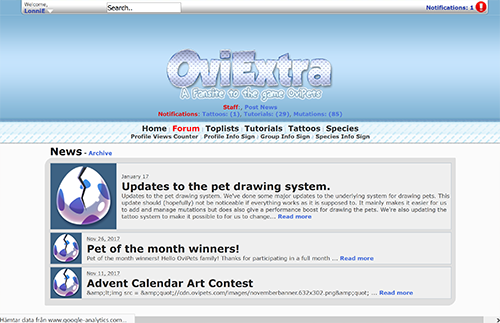 Welcome,
LonniE
Search..
Notifications: 1
OviExtra
A Fansite to the game OviPets
Staff:, Post News
Notifications: Tattoos: (1), Tutorials: (29), Mutations: (85)
Home Forum Toplists Tutorials Tattoos Species
Profile Views Counter Profile Info Sign Group Info Sign Species Info Sign
News - Archive
January 17
Updates to the pet drawing system.
Updates to the pet drawing system. We've done some major updates to the underlying system for drawing pets. This
update should (hopefully) not be noticeable if everything works as it is supposed to. It mainly makes it easier for us
to add and manage mutations but does also give a performance boost for drawing the pets. We're also updating the
tattoo system to make it possible to for us to change... Read more
Nov 26, 2017
Pet of the month winners!
Pet of the month winners! Hello OviPets family! Thanks for participating in a full month ... Read more
Nov 11, 2017
Advent Calendar Art Contest
&amp;lt;img src = &amp;quot;//cdn.ovipets.com/images/novemberbanner.632x302.png&amp;quot; ... Read more
Hämtar data från www.google-analytics.com...